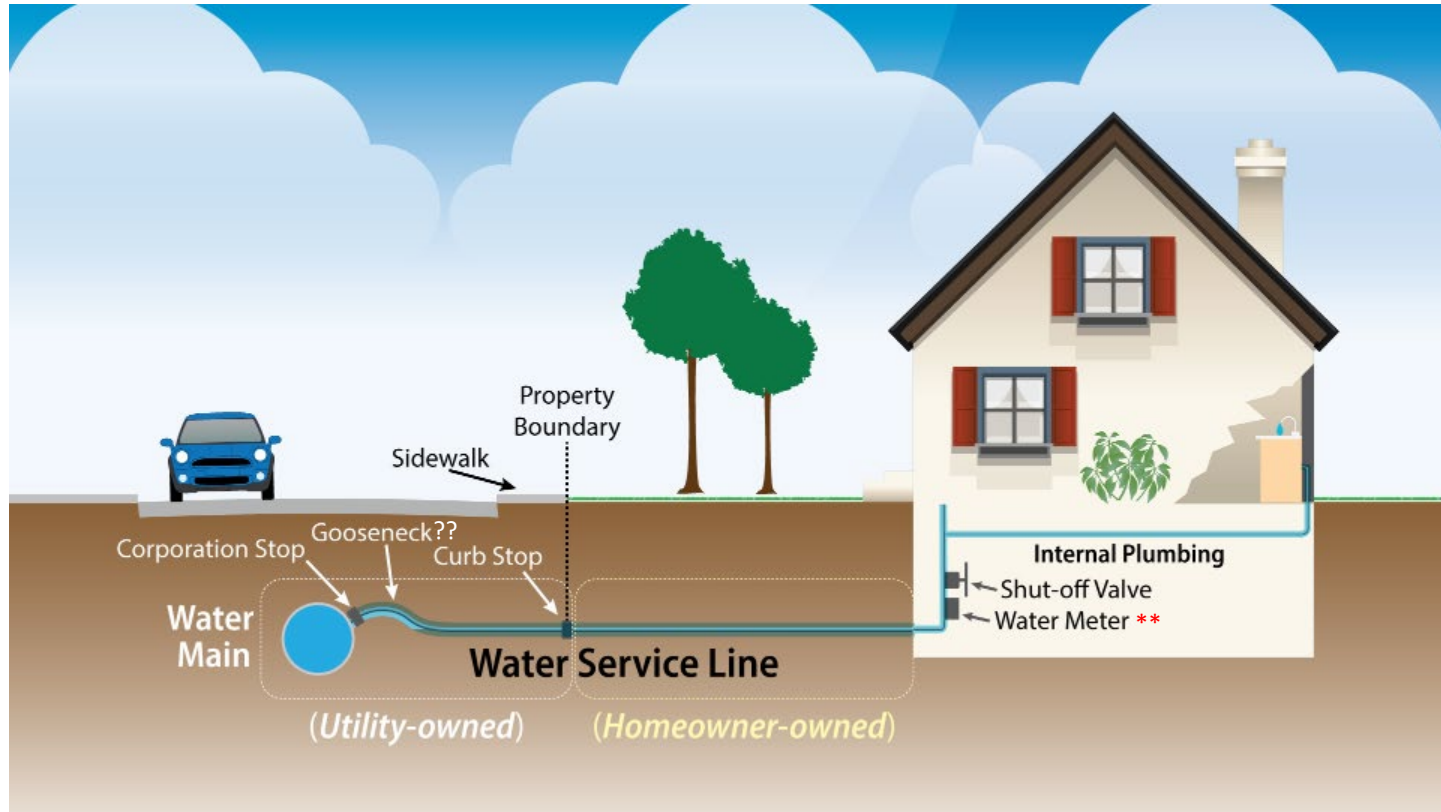 Property
Boundary
Sidewalk
Gooseneck??
Corporation Stop
Curb Stop
Internal Plumbing
Shut-off Valve
Water Meter **
Water
Main
Water Service Line
(Utility-owned)
(Homeowner-owned)